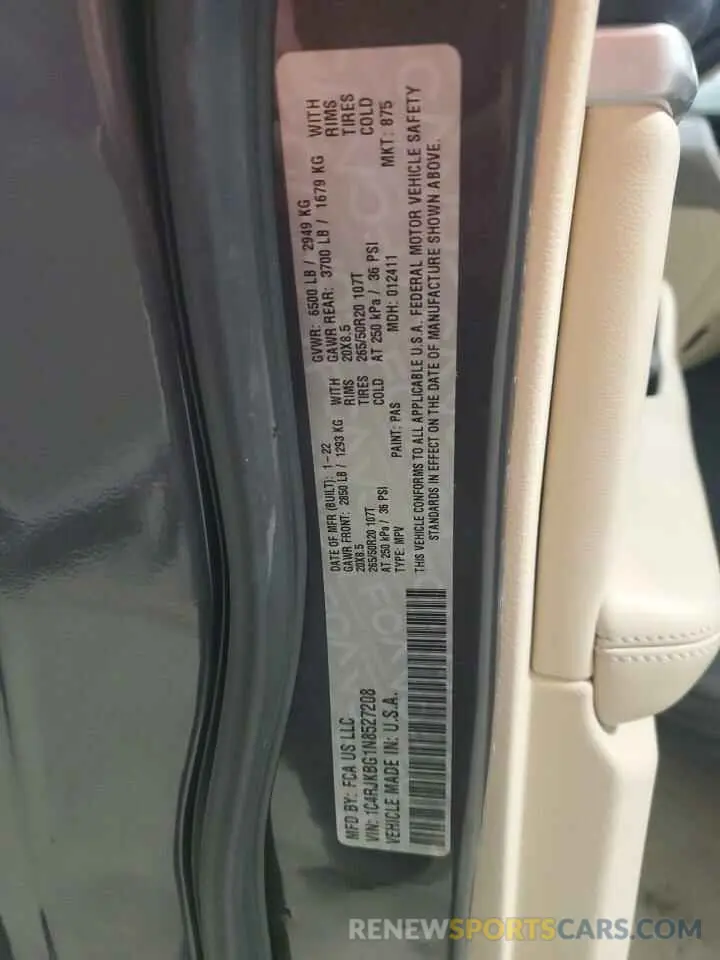 MFD BY: FCA US LLC
DATE OF MFR (BUILT): 1-22
GVWR: 6500 LB / 2949 KG
GAWR FRONT: 2850 LB / 1293 KG WITH
GAWR REAR: 3700 LB / 1679 KG WITH
20X8.5 RIMS
20X8.5 RIMS
265/50R20 107T TIRES
265/50R20 107T TIRES
AT 250 kPa / 36 PSI COLD
AT 250 kPa / 36 PSI COLD
VIN: 1C4RJKBG1N8527208
TYPE: MPV
PAINT: PAS
MDH: 012411
MKT: 875
VEHICLE MADE IN: U.S.A.
THIS VEHICLE CONFORMS TO ALL APPLICABLE U.S.A. FEDERAL MOTOR VEHICLE SAFETY
STANDARDS IN EFFECT ON THE DATE OF MANUFACTURE SHOWN ABOVE.
RENEWSPORTSCARS.COM